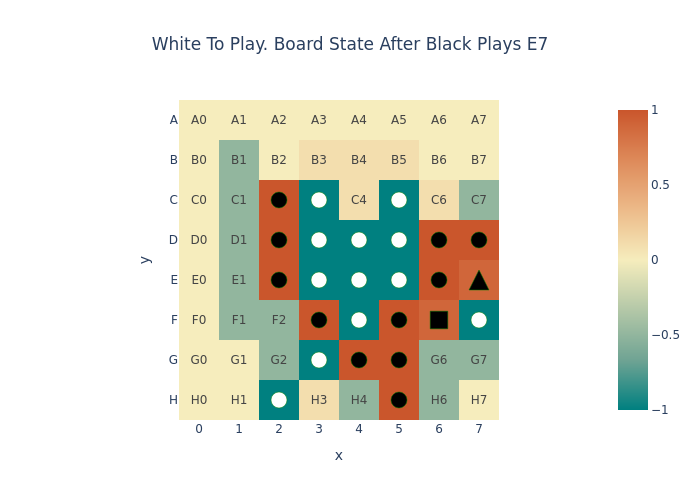 White To Play. Board State After Black Plays E7
A A0 A1 A2 A3 A4 A5 A6 A7
B B0 B1 B2 B3 B4 B5 B6 B7
C C0 C1 C4 C6 C7
D D0 D1
E E0 E1
F F0 F1 F2
G G0 G1 G2 G6 G7
H H0 H1 H3 H4 H6 H7
0 1 2 3 4 5 6 7
x
y
1
0.5
0
−0.5
−1